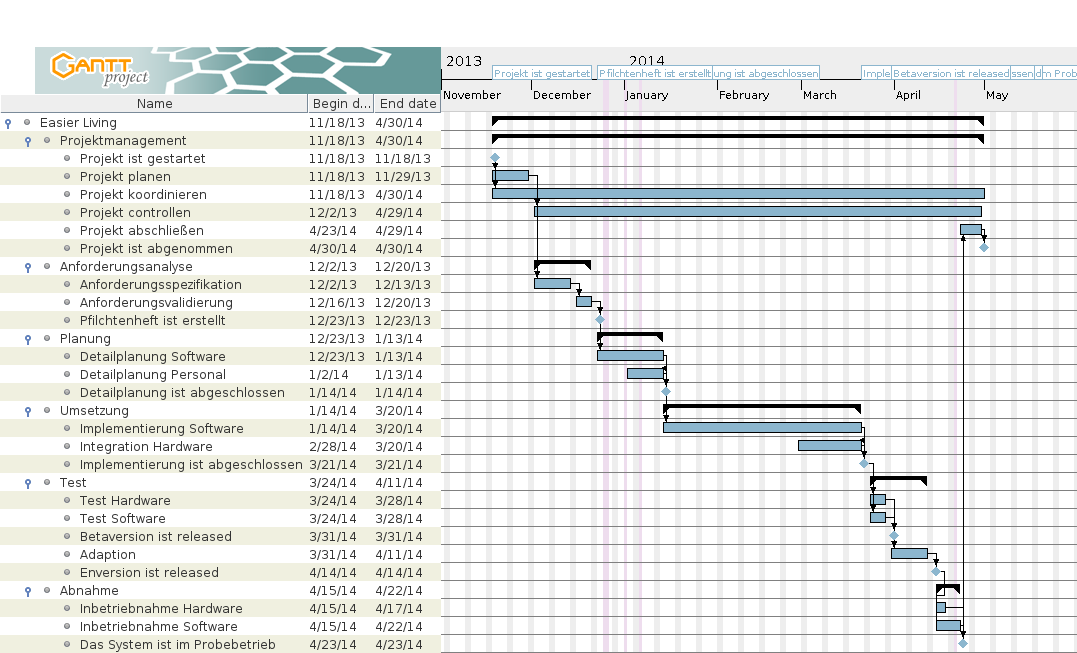 GANTT
project
2013 2014
Projekt ist gestartet Pfilchtenheft ist erstellt ung ist abgeschlossen Imple Betaversion ist released ssen d m Prob
November December January February March April May
Name Begin d... End date
Easier Living 11/18/13 4/30/14
Projektmanagement 11/18/13 4/30/14
Projekt ist gestartet 11/18/13 11/18/13
Projekt planen 11/18/13 11/29/13
Projekt koordinieren 11/18/13 4/30/14
Projekt controllen 12/2/13 4/29/14
Projekt abschließen 4/23/14 4/29/14
Projekt ist abgenommen 4/30/14 4/30/14
Anforderungsanalyse 12/2/13 12/20/13
Anforderungsspezifikation 12/2/13 12/13/13
Anforderungsvalidierung 12/16/13 12/20/13
Pfilchtenheft ist erstellt 12/23/13 12/23/13
Planung 12/23/13 1/13/14
Detailplanung Software 12/23/13 1/13/14
Detailplanung Personal 1/2/14 1/13/14
Detailplanung ist abgeschlossen 1/14/14 1/14/14
Umsetzung 1/14/14 3/20/14
Implementierung Software 1/14/14 3/20/14
Integration Hardware 2/28/14 3/20/14
Implementierung ist abgeschlossen 3/21/14 3/21/14
Test 3/24/14 4/11/14
Test Hardware 3/24/14 3/28/14
Test Software 3/24/14 3/28/14
Betaversion ist released 3/31/14 3/31/14
Adaption 3/31/14 4/11/14
Enversion ist released 4/14/14 4/14/14
Abnahme 4/15/14 4/22/14
Inbetriebnahme Hardware 4/15/14 4/17/14
Inbetriebnahme Software 4/15/14 4/22/14
Das System ist im Probebetrieb 4/23/14 4/23/14